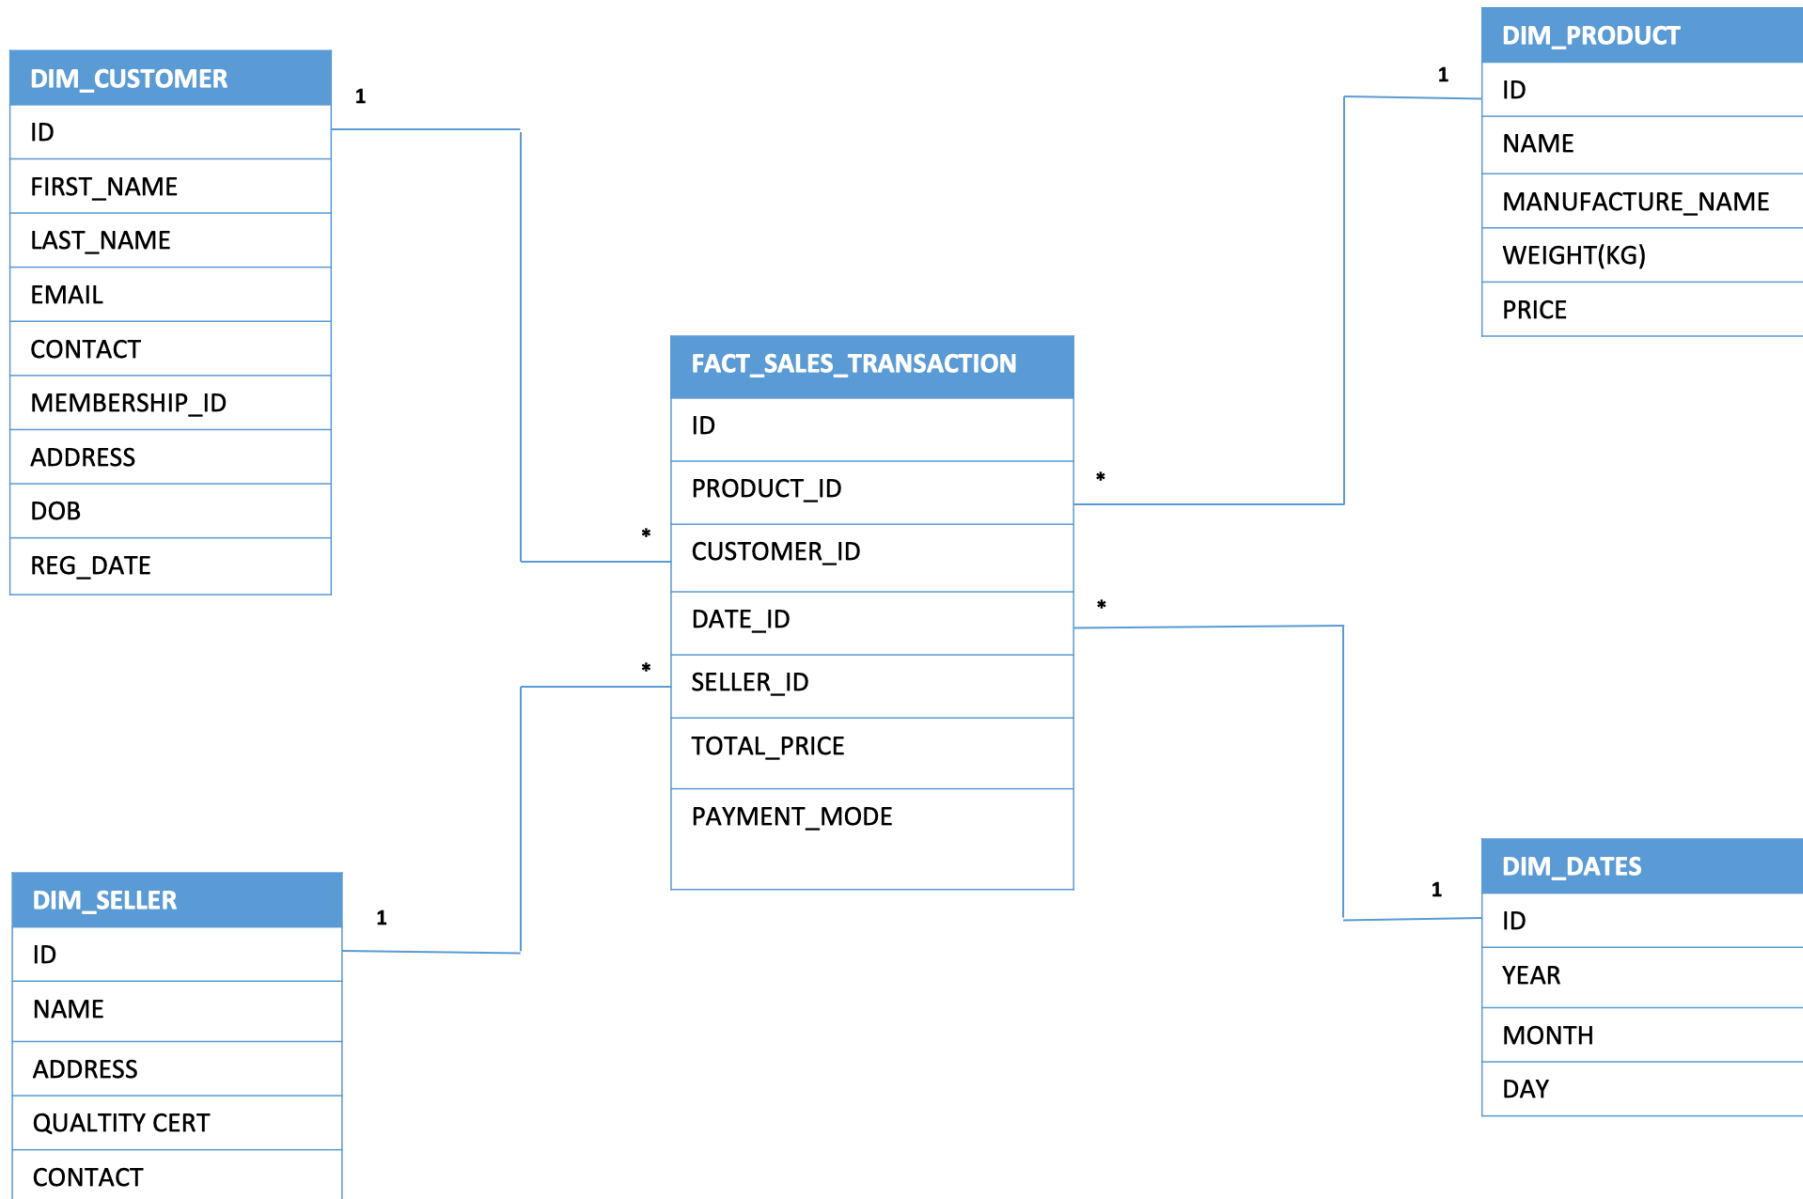 DIM_CUSTOMER
1
ID
FIRST_NAME
LAST_NAME
EMAIL
CONTACT
MEMBERSHIP_ID
ADDRESS
DOB
REG_DATE
DIM_PRODUCT
1
ID
NAME
MANUFACTURE_NAME
WEIGHT(KG)
PRICE
FACT_SALES_TRANSACTION
ID
PRODUCT_ID
*
*
CUSTOMER_ID
DATE_ID
*
*
SELLER_ID
TOTAL_PRICE
PAYMENT_MODE
DIM_SELLER
1
ID
NAME
ADDRESS
QUALTITY CERT
CONTACT
DIM_DATES
1
ID
YEAR
MONTH
DAY